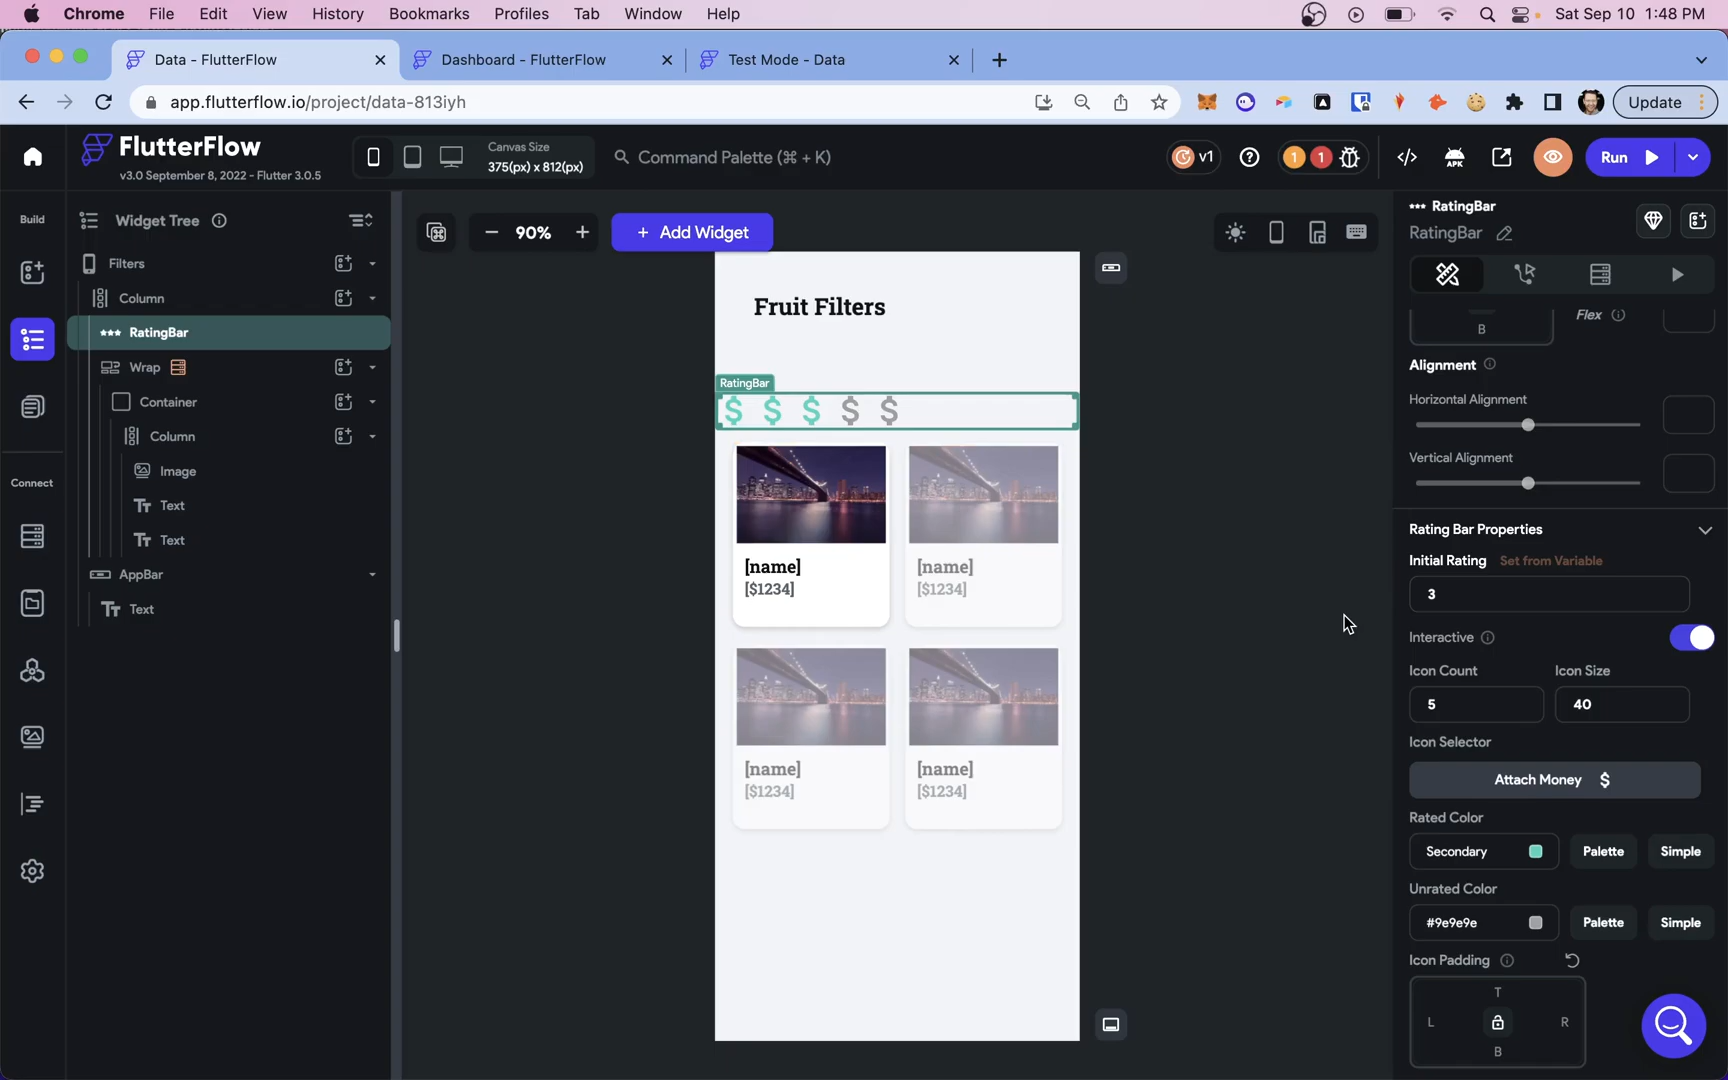 Chrome File Edit View History Bookmarks Profiles Tab Window Help Sat Sep 10 1:48 PM
Data - FlutterFlow Dashboard - FlutterFlow Test Mode - Data
app.flutterflow.io/project/data-813iyh Update
FlutterFlow
v3.0 September 8, 2022 - Flutter 3.0.5
Canvas Size
375(px) x 812(px)
Command Palette (⌘ + K)
v1
1 1
APK
Run
Build
Connect
Widget Tree
Filters
Column
RatingBar
Wrap
Container
Column
Image
Text
Text
AppBar
Text
90%
+ Add Widget
Fruit Filters
RatingBar
$ $ $ $ $
[name] [name]
[$1234] [$1234]
[name] [name]
[$1234] [$1234]
RatingBar
RatingBar
B
Flex
Alignment
Horizontal Alignment
Vertical Alignment
Rating Bar Properties
Initial Rating Set from Variable
3
Interactive
Icon Count Icon Size
5 40
Icon Selector
Attach Money $
Rated Color
Secondary Palette Simple
Unrated Color
#9e9e9e Palette Simple
Icon Padding
T
L R
B